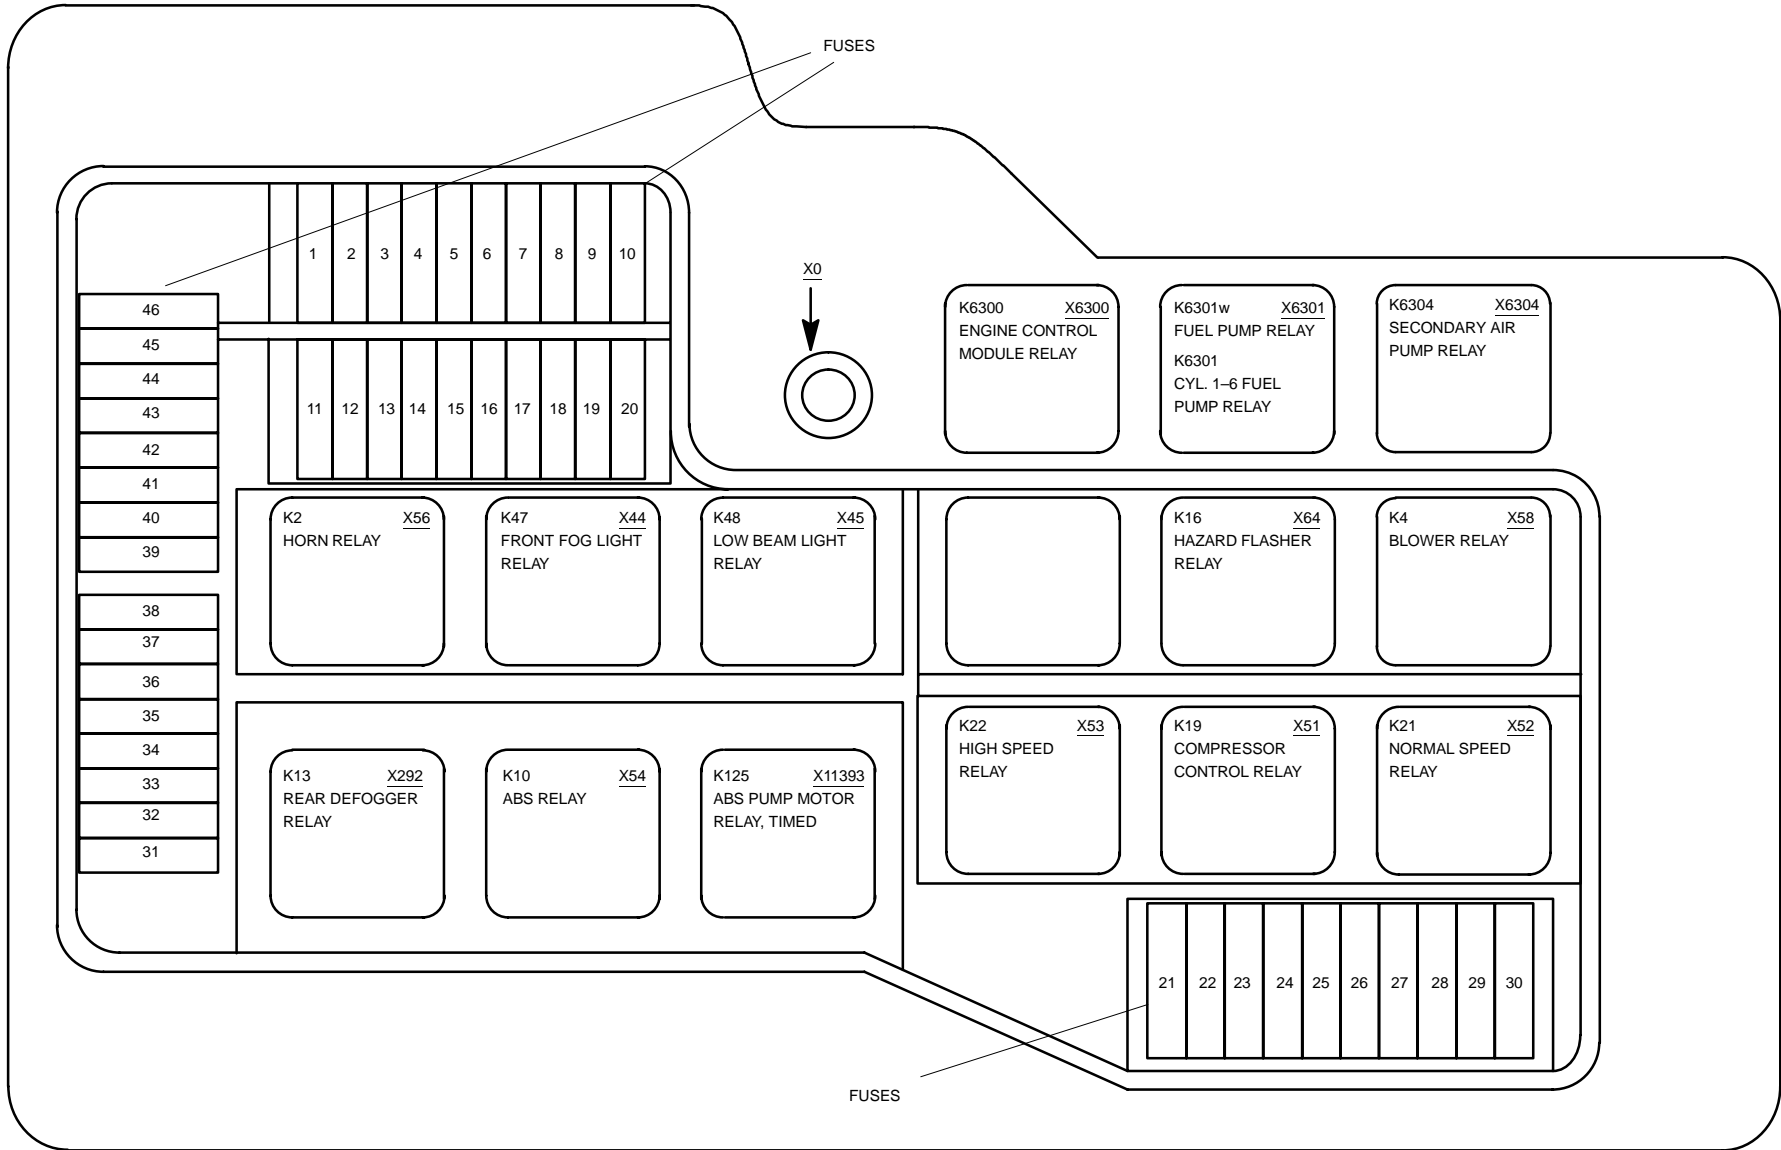 FUSES
1 2 3 4 5 6 7 8 9 10
X0
46
45
44
43
42
41
40
39
38
37
36
35
34
33
32
31
11 12 13 14 15 16 17 18 19 20
K6300 X6300
ENGINE CONTROL
MODULE RELAY
K6301w X6301
FUEL PUMP RELAY
K6301
CYL. 1–6 FUEL
PUMP RELAY
K6304 X6304
SECONDARY AIR
PUMP RELAY
K2 X56
HORN RELAY
K47 X44
FRONT FOG LIGHT
RELAY
K48 X45
LOW BEAM LIGHT
RELAY
K16 X64
HAZARD FLASHER
RELAY
K4 X58
BLOWER RELAY
K13 X292
REAR DEFOGGER
RELAY
K10 X54
ABS RELAY
K125 X11393
ABS PUMP MOTOR
RELAY, TIMED
K22 X53
HIGH SPEED
RELAY
K19 X51
COMPRESSOR
CONTROL RELAY
K21 X52
NORMAL SPEED
RELAY
21 22 23 24 25 26 27 28 29 30
FUSES